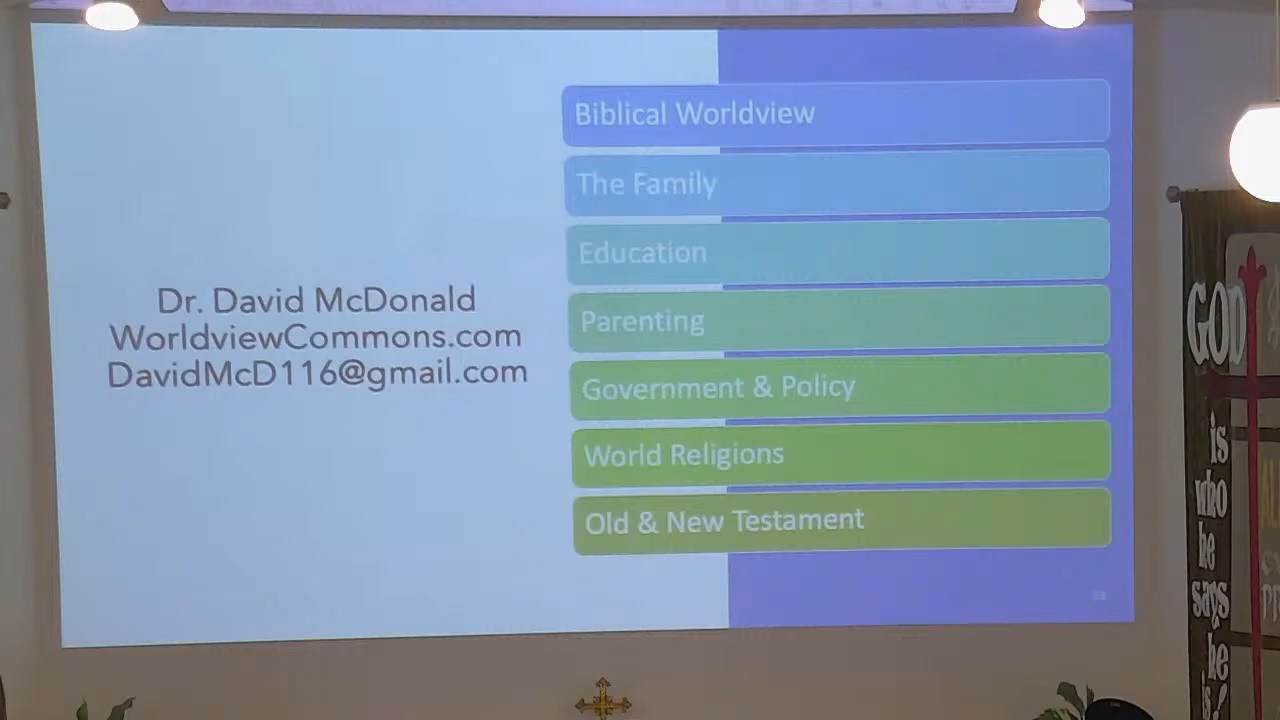 Dr. David McDonald
WorldviewCommons.com
DavidMcD116@gmail.com
Biblical Worldview
The Family
Education
Parenting
Government & Policy
World Religions
Old & New Testament
GOD
is
who
he
says
he
is!